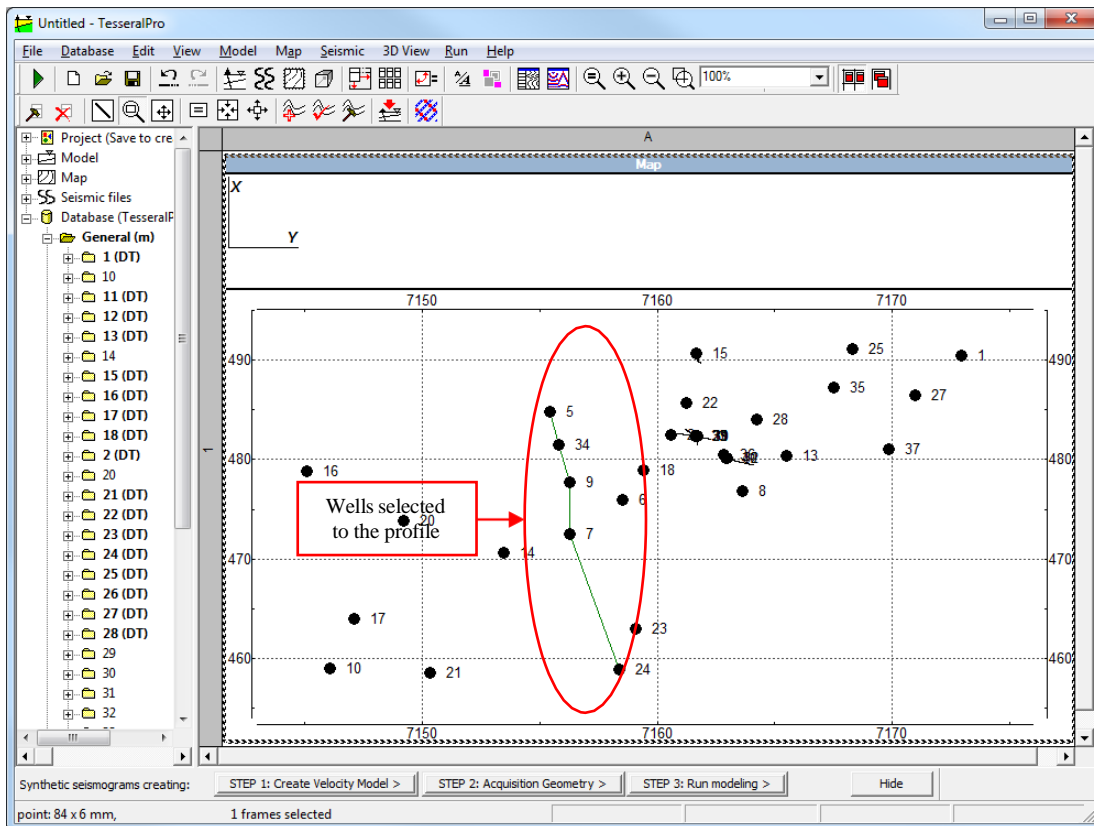 Untitled - TesseralPro
File Database Edit View Model Map Seismic 3D View Run Help
100%
Project (Save to cre
Model
Map
Seismic files
Database (TesseralP
General (m)
1 (DT)
10
11 (DT)
12 (DT)
13 (DT)
14
15 (DT)
16 (DT)
17 (DT)
18 (DT)
2 (DT)
20
21 (DT)
22 (DT)
23 (DT)
24 (DT)
25 (DT)
26 (DT)
27 (DT)
28 (DT)
29
30
31
32
A
1
Map
X
Y
7150 7160 7170
490 15 25 1 490
35
27
5 22
28
34
480 16 9 18 36 13 37 480
8
6
Wells selected
to the profile
20
7
470 14 470
17
23
460 10 21 24 460
7150 7160 7170
Synthetic seismograms creating: STEP 1: Create Velocity Model > STEP 2: Acquisition Geometry > STEP 3: Run modeling > Hide
point: 84 x 6 mm, 1 frames selected